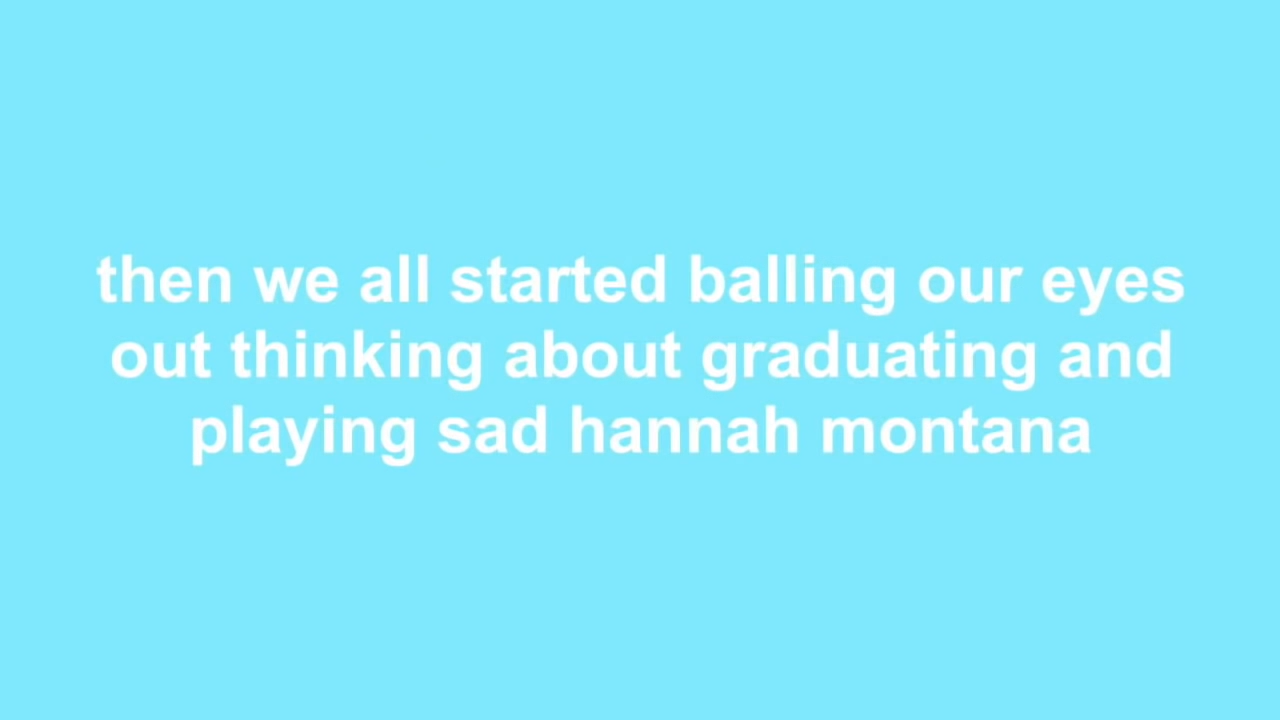 then we all started balling our eyes
out thinking about graduating and
playing sad hannah montana